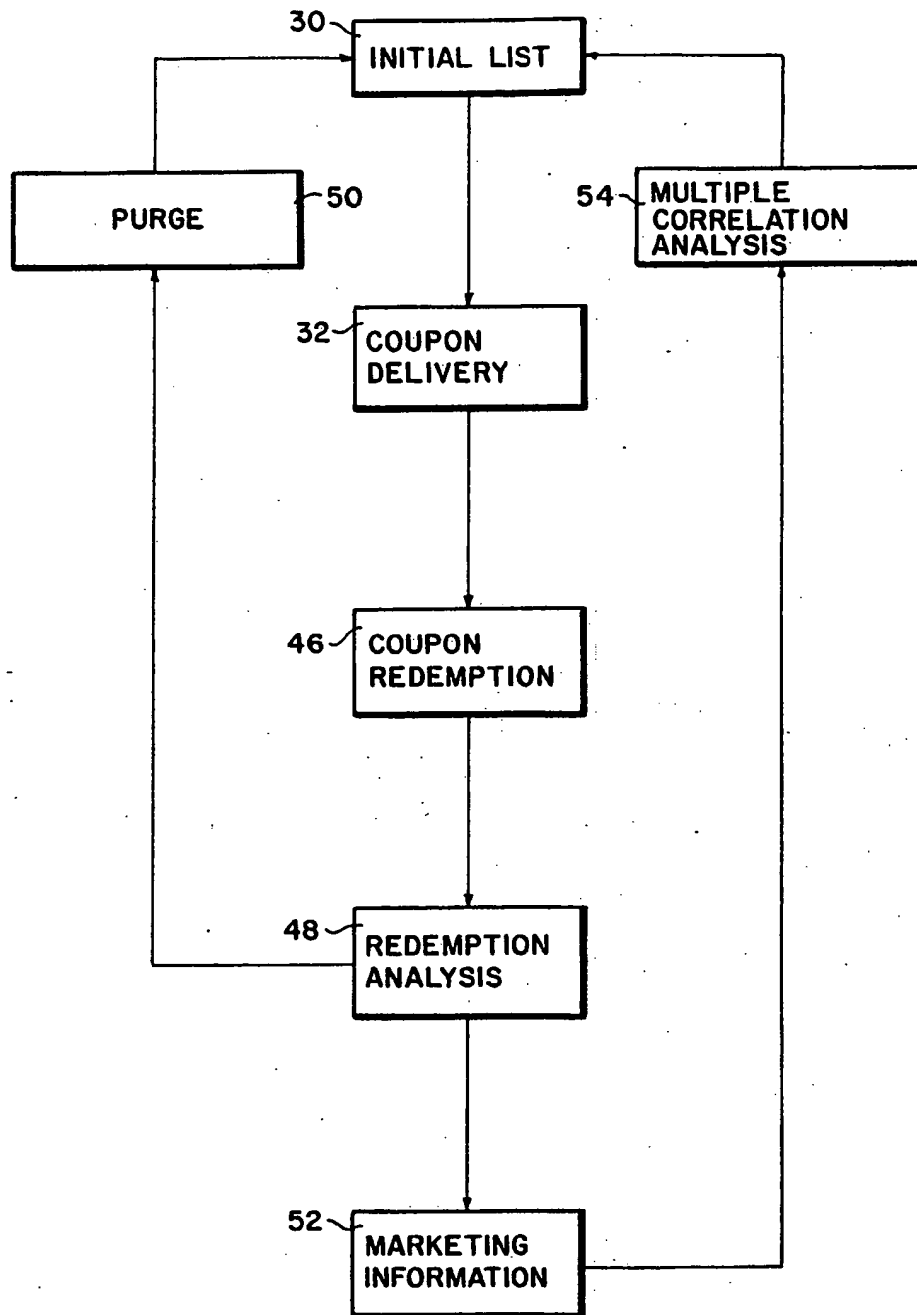 30
INITIAL LIST
50
PURGE
54
MULTIPLE
CORRELATION
ANALYSIS
32
COUPON
DELIVERY
46
COUPON
REDEMPTION
48
REDEMPTION
ANALYSIS
52
MARKETING
INFORMATION